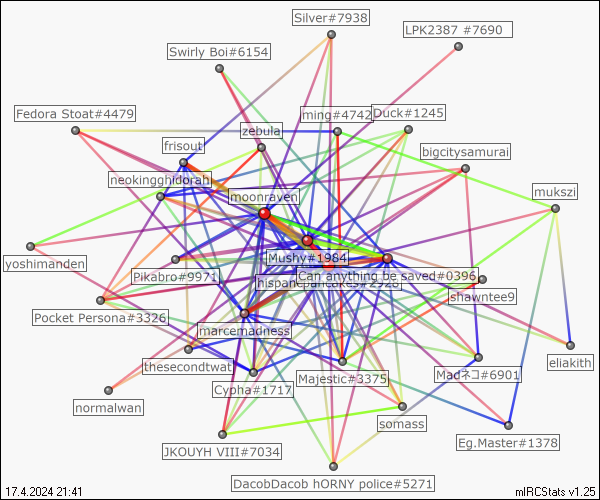 Silver#7938
LPK2387 #7690
Swirly Boi#6154
Fedora Stoat#4479
ming#4742
Duck#1245
zebula
frisout
bigcitysamurai
neokingghidorah
mukszi
moonraven
yoshimanden
Mushy#1984
Pikabro#9971
Can anything be saved#0396
hispanepancakes#2928
shawntee9
Pocket Persona#3326
marcemadness
thesecondtwat
eliakith
Majestic#3375
Madネコ#6901
Cypha#1717
normalwan
somass
Eg.Master#1378
JKOUYH VIII#7034
DacobDacob hORNY police#5271
17.4.2024 21:41
mIRCStats v1.25